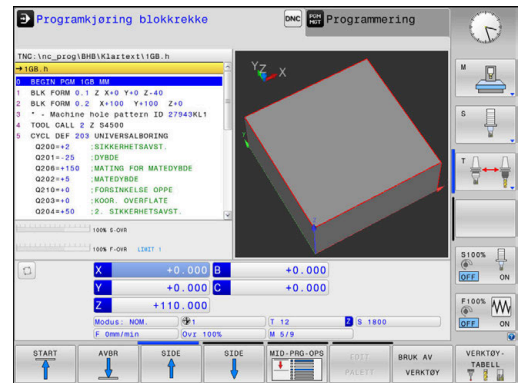 Programkjøring blokkrekke
DNC
PGM MGT
Programmering
TNC:\nc_prog\BHB\Klartext\1GB.h
→1GB.h
0 BEGIN PGM 1GB MM
1 BLK FORM 0.1 Z X+0 Y+0 Z-40
2 BLK FORM 0.2 X+100 Y+100 Z+0
3 * - Machine hole pattern ID 27943KL1
4 TOOL CALL 2 Z S4500
5 CYCL DEF 203 UNIVERSALBORING
Q200=+2 ;SIKKERHETSAVST.
Q201=-25 ;DYBDE
Q206=+150 ;MATING FOR MATEDYBDE
Q202=+5 ;MATEDYBDE
Q210=+0 ;FORSINKELSE OPPE
Q203=+0 ;KOOR. OVERFLATE
Q204=+50 ;2. SIKKERHETSAVST.
100% S-OVR
100% F-OVR LIMIT 1
Y Z X
X +0.000 B +0.000
Y +0.000 C +0.000
Z +110.000
Modus: NOM. 1 T 12 Z S 1800
F 0mm/min Ovr 100% M 5/9
M
S
T
S100%
OFF ON
F100%
OFF ON
START
AVBR
SIDE
SIDE
MID-PRG-OPS
EDIT
PALETT
BRUK AV
VERKTØY
VERKTØY-
TABELL